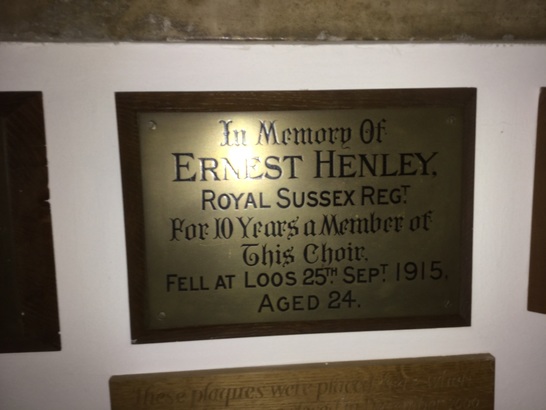 In Memory Of
ERNEST HENLEY,
ROYAL SUSSEX REGT.
For 10 Years a Member of
This Choir.
FELL AT LOOS 25TH. SEPT. 1915.
AGED 24.
These plaques were placed